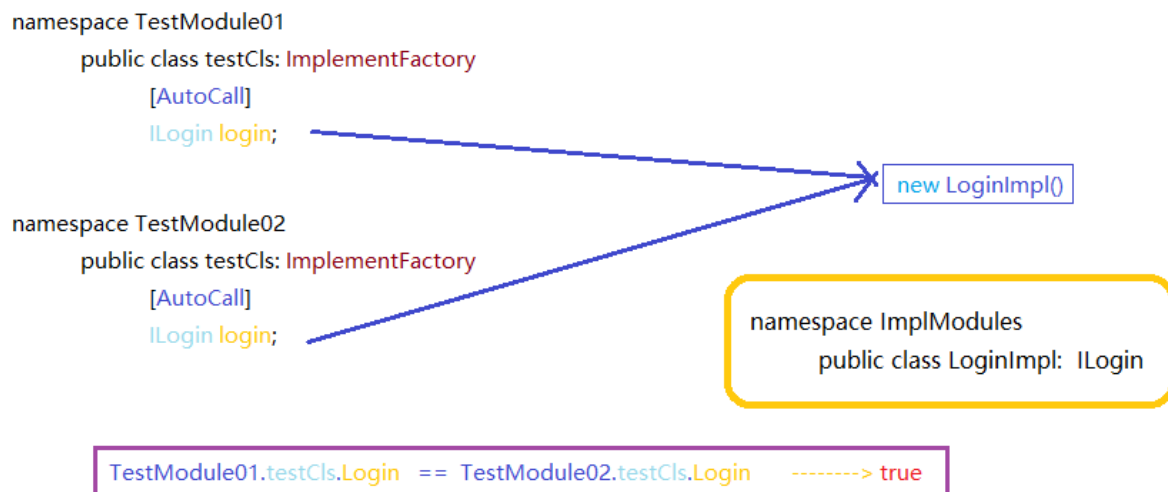 namespace TestModule01
public class testCls: ImplementFactory
[AutoCall]
ILogin login;
new LoginImpl()
namespace TestModule02
public class testCls: ImplementFactory
[AutoCall]
ILogin login;
namespace ImplModules
public class LoginImpl: ILogin
TestModule01.testCls.Login == TestModule02.testCls.Login --------> true